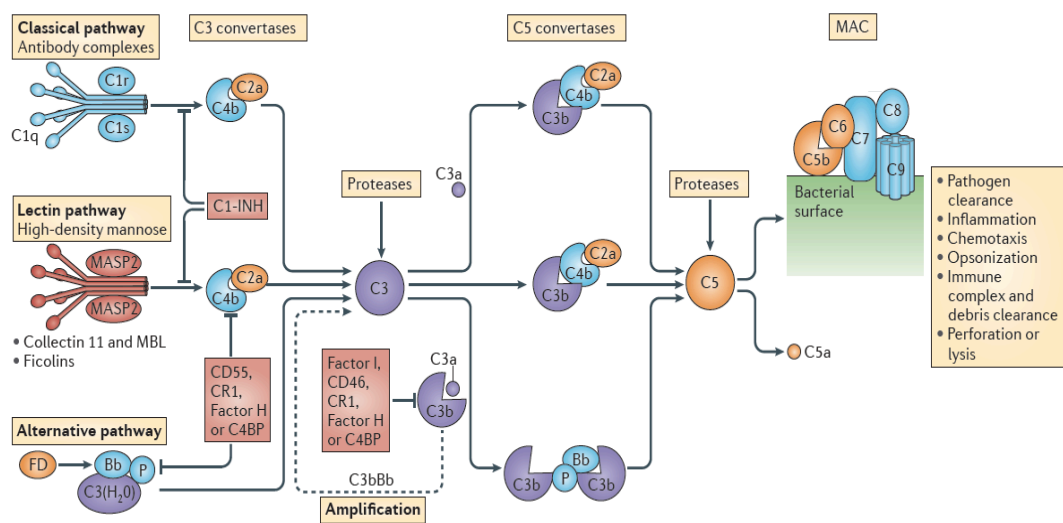 Classical pathway
Antibody complexes
C3 convertases
C5 convertases
MAC
C1r
C1s
C1q
C2a
C4b
C2a
C4b
C3b
C8
C6
C7
C5b
C9
Bacterial
surface
C3a
Proteases
Proteases
C1-INH
Lectin pathway
High-density mannose
MASP2
MASP2
C2a
C4b
C3
C2a
C4b
C3b
C5
• Pathogen
clearance
• Inflammation
• Chemotaxis
• Opsonization
• Immune
complex and
debris clearance
• Perforation or
lysis
• Collectin 11 and MBL
• Ficolins
C5a
CD55,
CR1,
Factor H
or C4BP
Factor I,
CD46,
CR1,
Factor H
or C4BP
C3a
C3b
Alternative pathway
FD
Bb
P
C3(H₂0)
C3bBb
Amplification
C3b
P
Bb
C3b